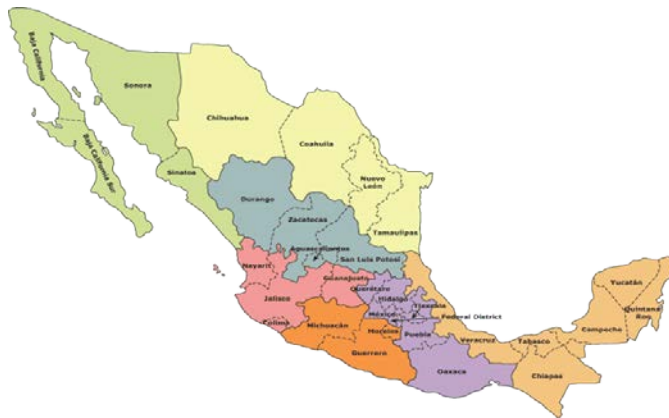 Baja California
Sonora
Chihuahua
Coahuila
Baja California Sur
Sinaloa
Nuevo
León
Durango
Zacatecas
Tamaulipas
Aguascalientes
San Luis Potosí
Nayarit
Guanajuato
Querétaro
Hidalgo
Jalisco
Tlaxcala
México
Federal District
Colima
Michoacán
Morelos
Puebla
Veracruz
Guerrero
Oaxaca
Tabasco
Campeche
Yucatán
Quintana
Roo
Chiapas